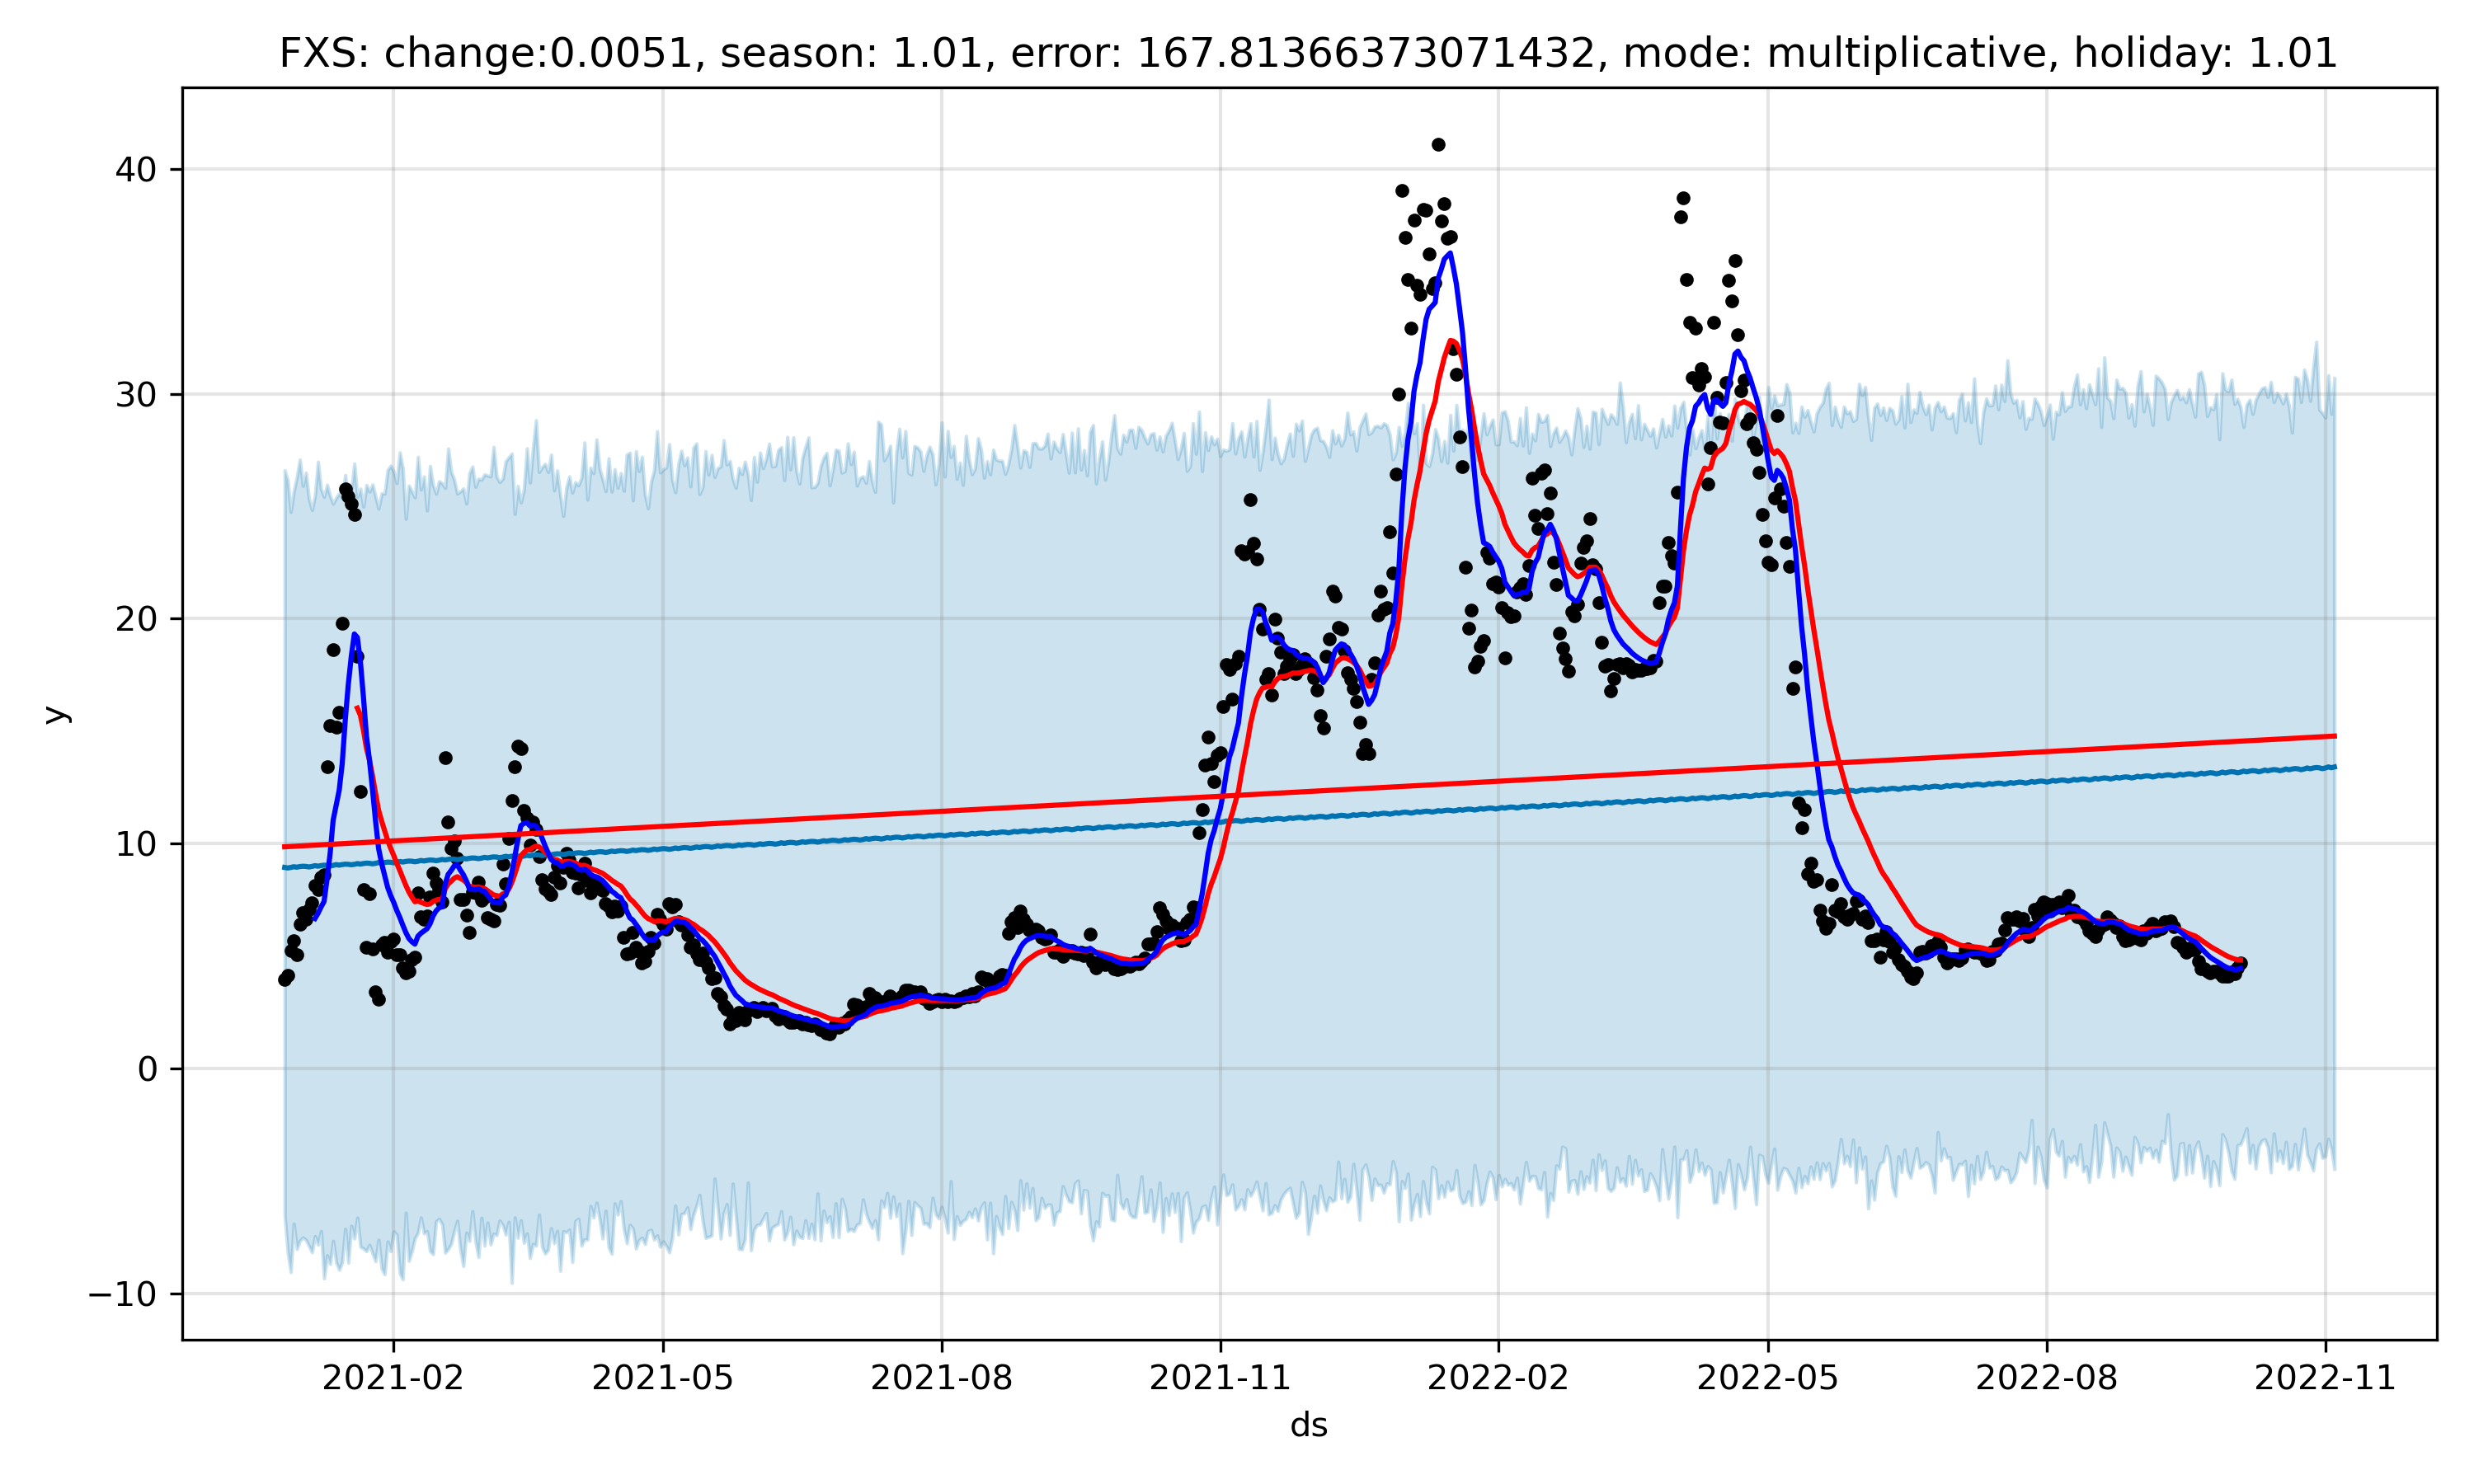 FXS: change:0.0051, season: 1.01, error: 167.81366373071432, mode: multiplicative, holiday: 1.01
40
30
20
10
0
−10
y
2021-02 2021-05 2021-08 2021-11 2022-02 2022-05 2022-08 2022-11
ds